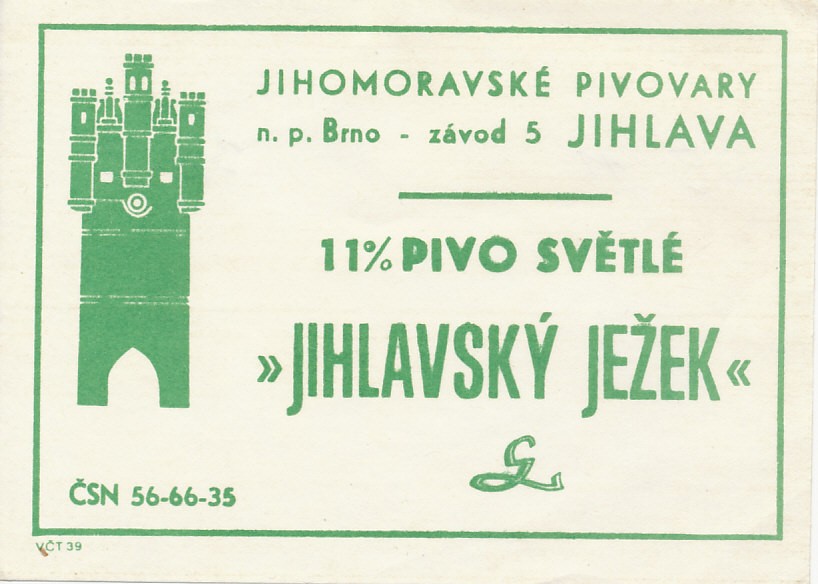 JIHOMORAVSKÉ PIVOVARY
n. p. Brno - závod 5 JIHLAVA
11% PIVO SVĚTLÉ
»JIHLAVSKÝ JEŽEK«
ČSN 56-66-35
VČT 39